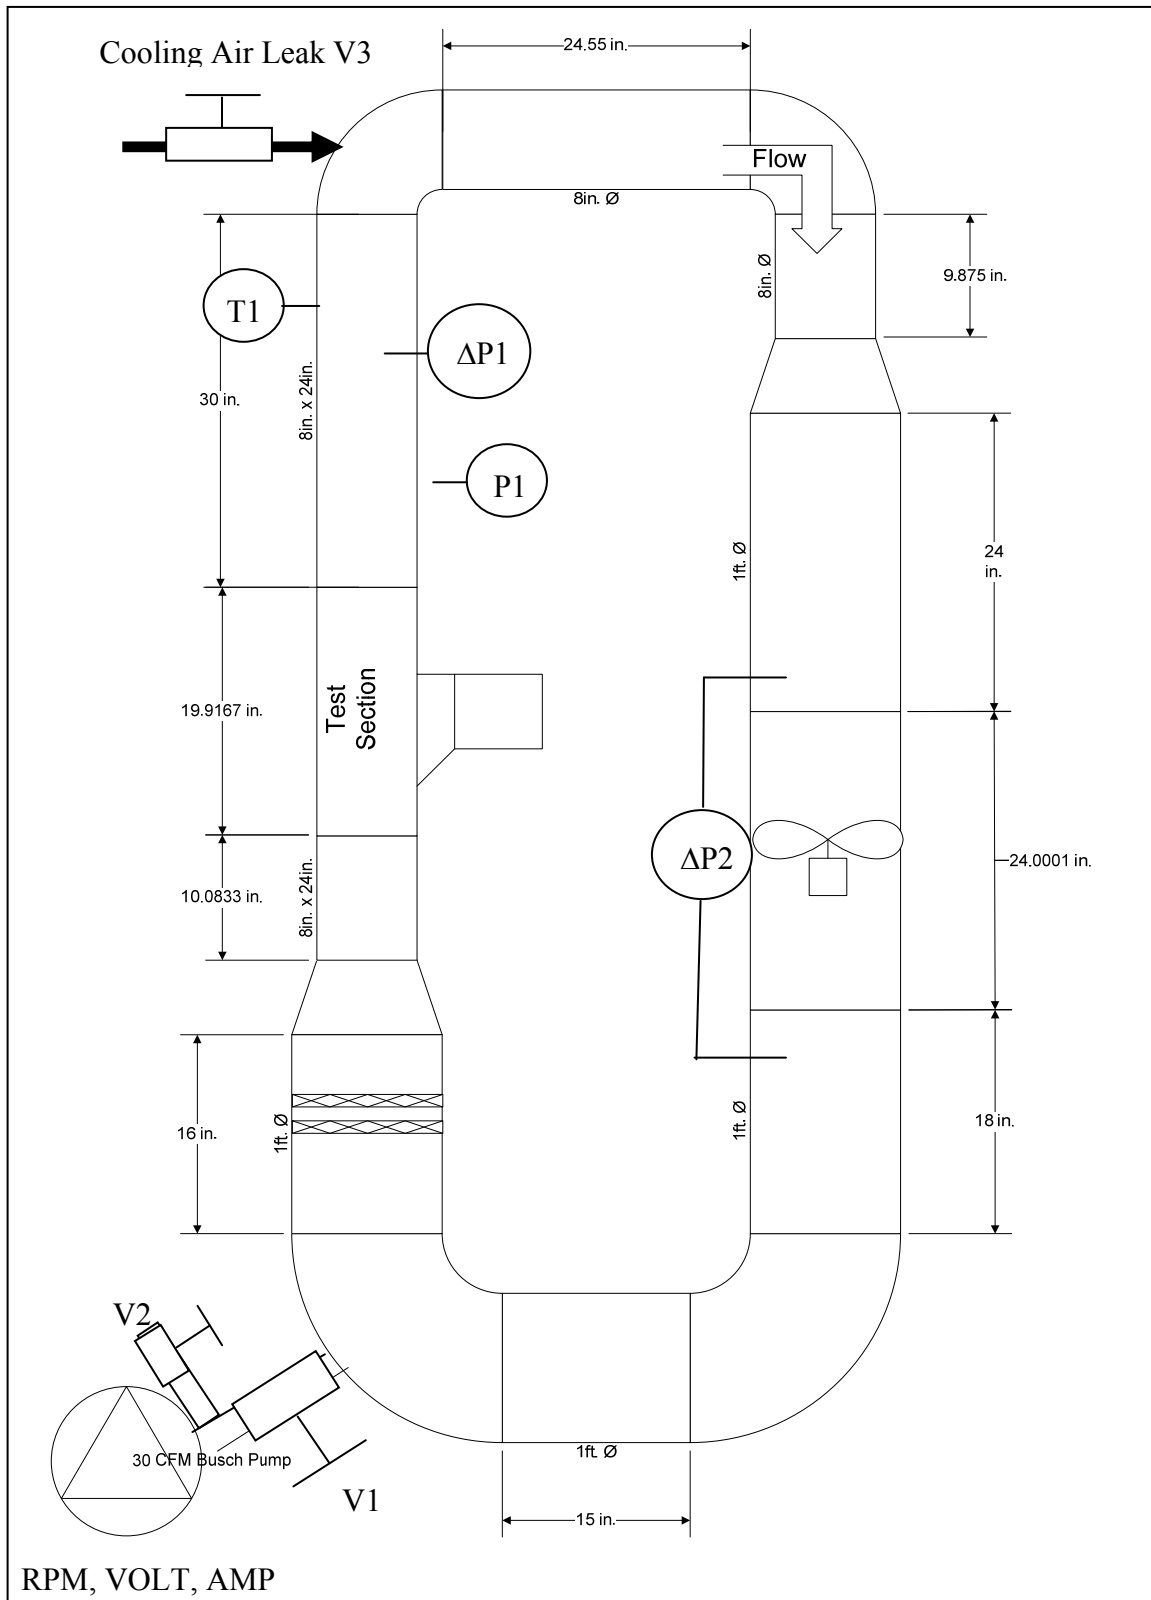 Cooling Air Leak V3
24.55 in.
Flow
8in. Ø
8in. Ø
9.875 in.
T1
ΔP1
30 in.
8in. x 24in.
P1
24
in.
1ft. Ø
Test
Section
19.9167 in.
ΔP2
24.0001 in.
10.0833 in.
8in. x 24in.
16 in.
1ft. Ø
1ft. Ø
18 in.
V2
30 CFM Busch Pump
1ft. Ø
V1
15 in.
RPM, VOLT, AMP